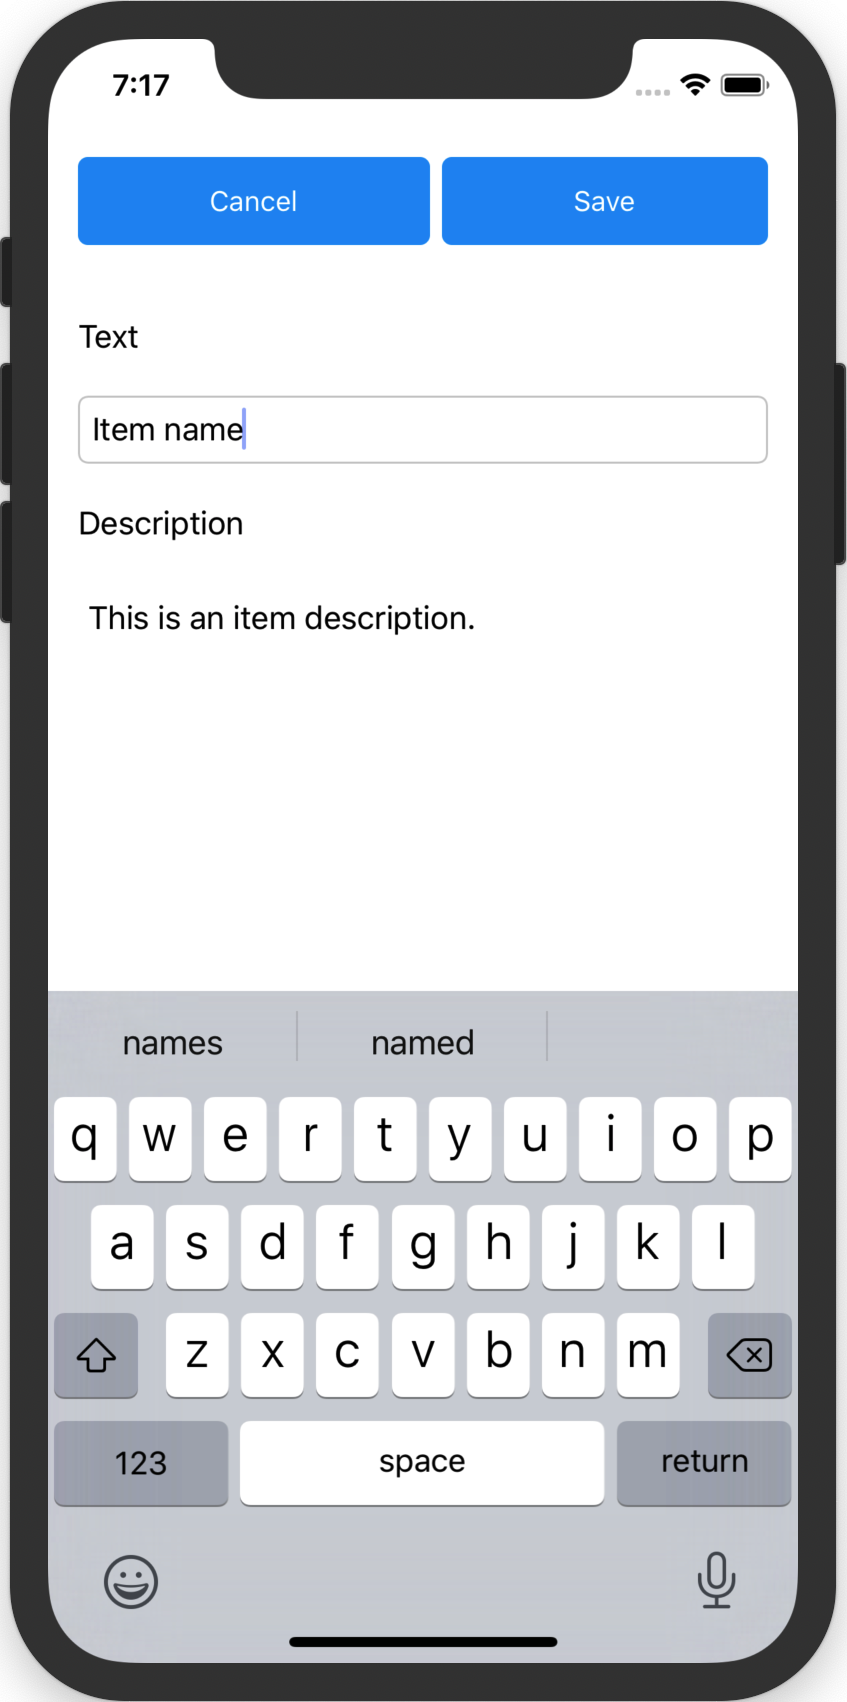 7:17
Cancel Save
Text
Item name
Description
This is an item description.
names named
q w e r t y u i o p
a s d f g h j k l
z x c v b n m
123 space return